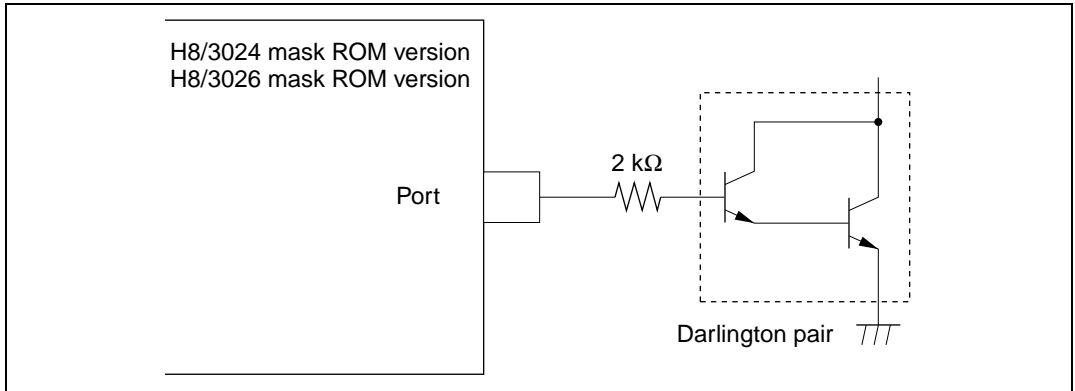 H8/3024 mask ROM version
H8/3026 mask ROM version
2 kΩ
Port
Darlington pair